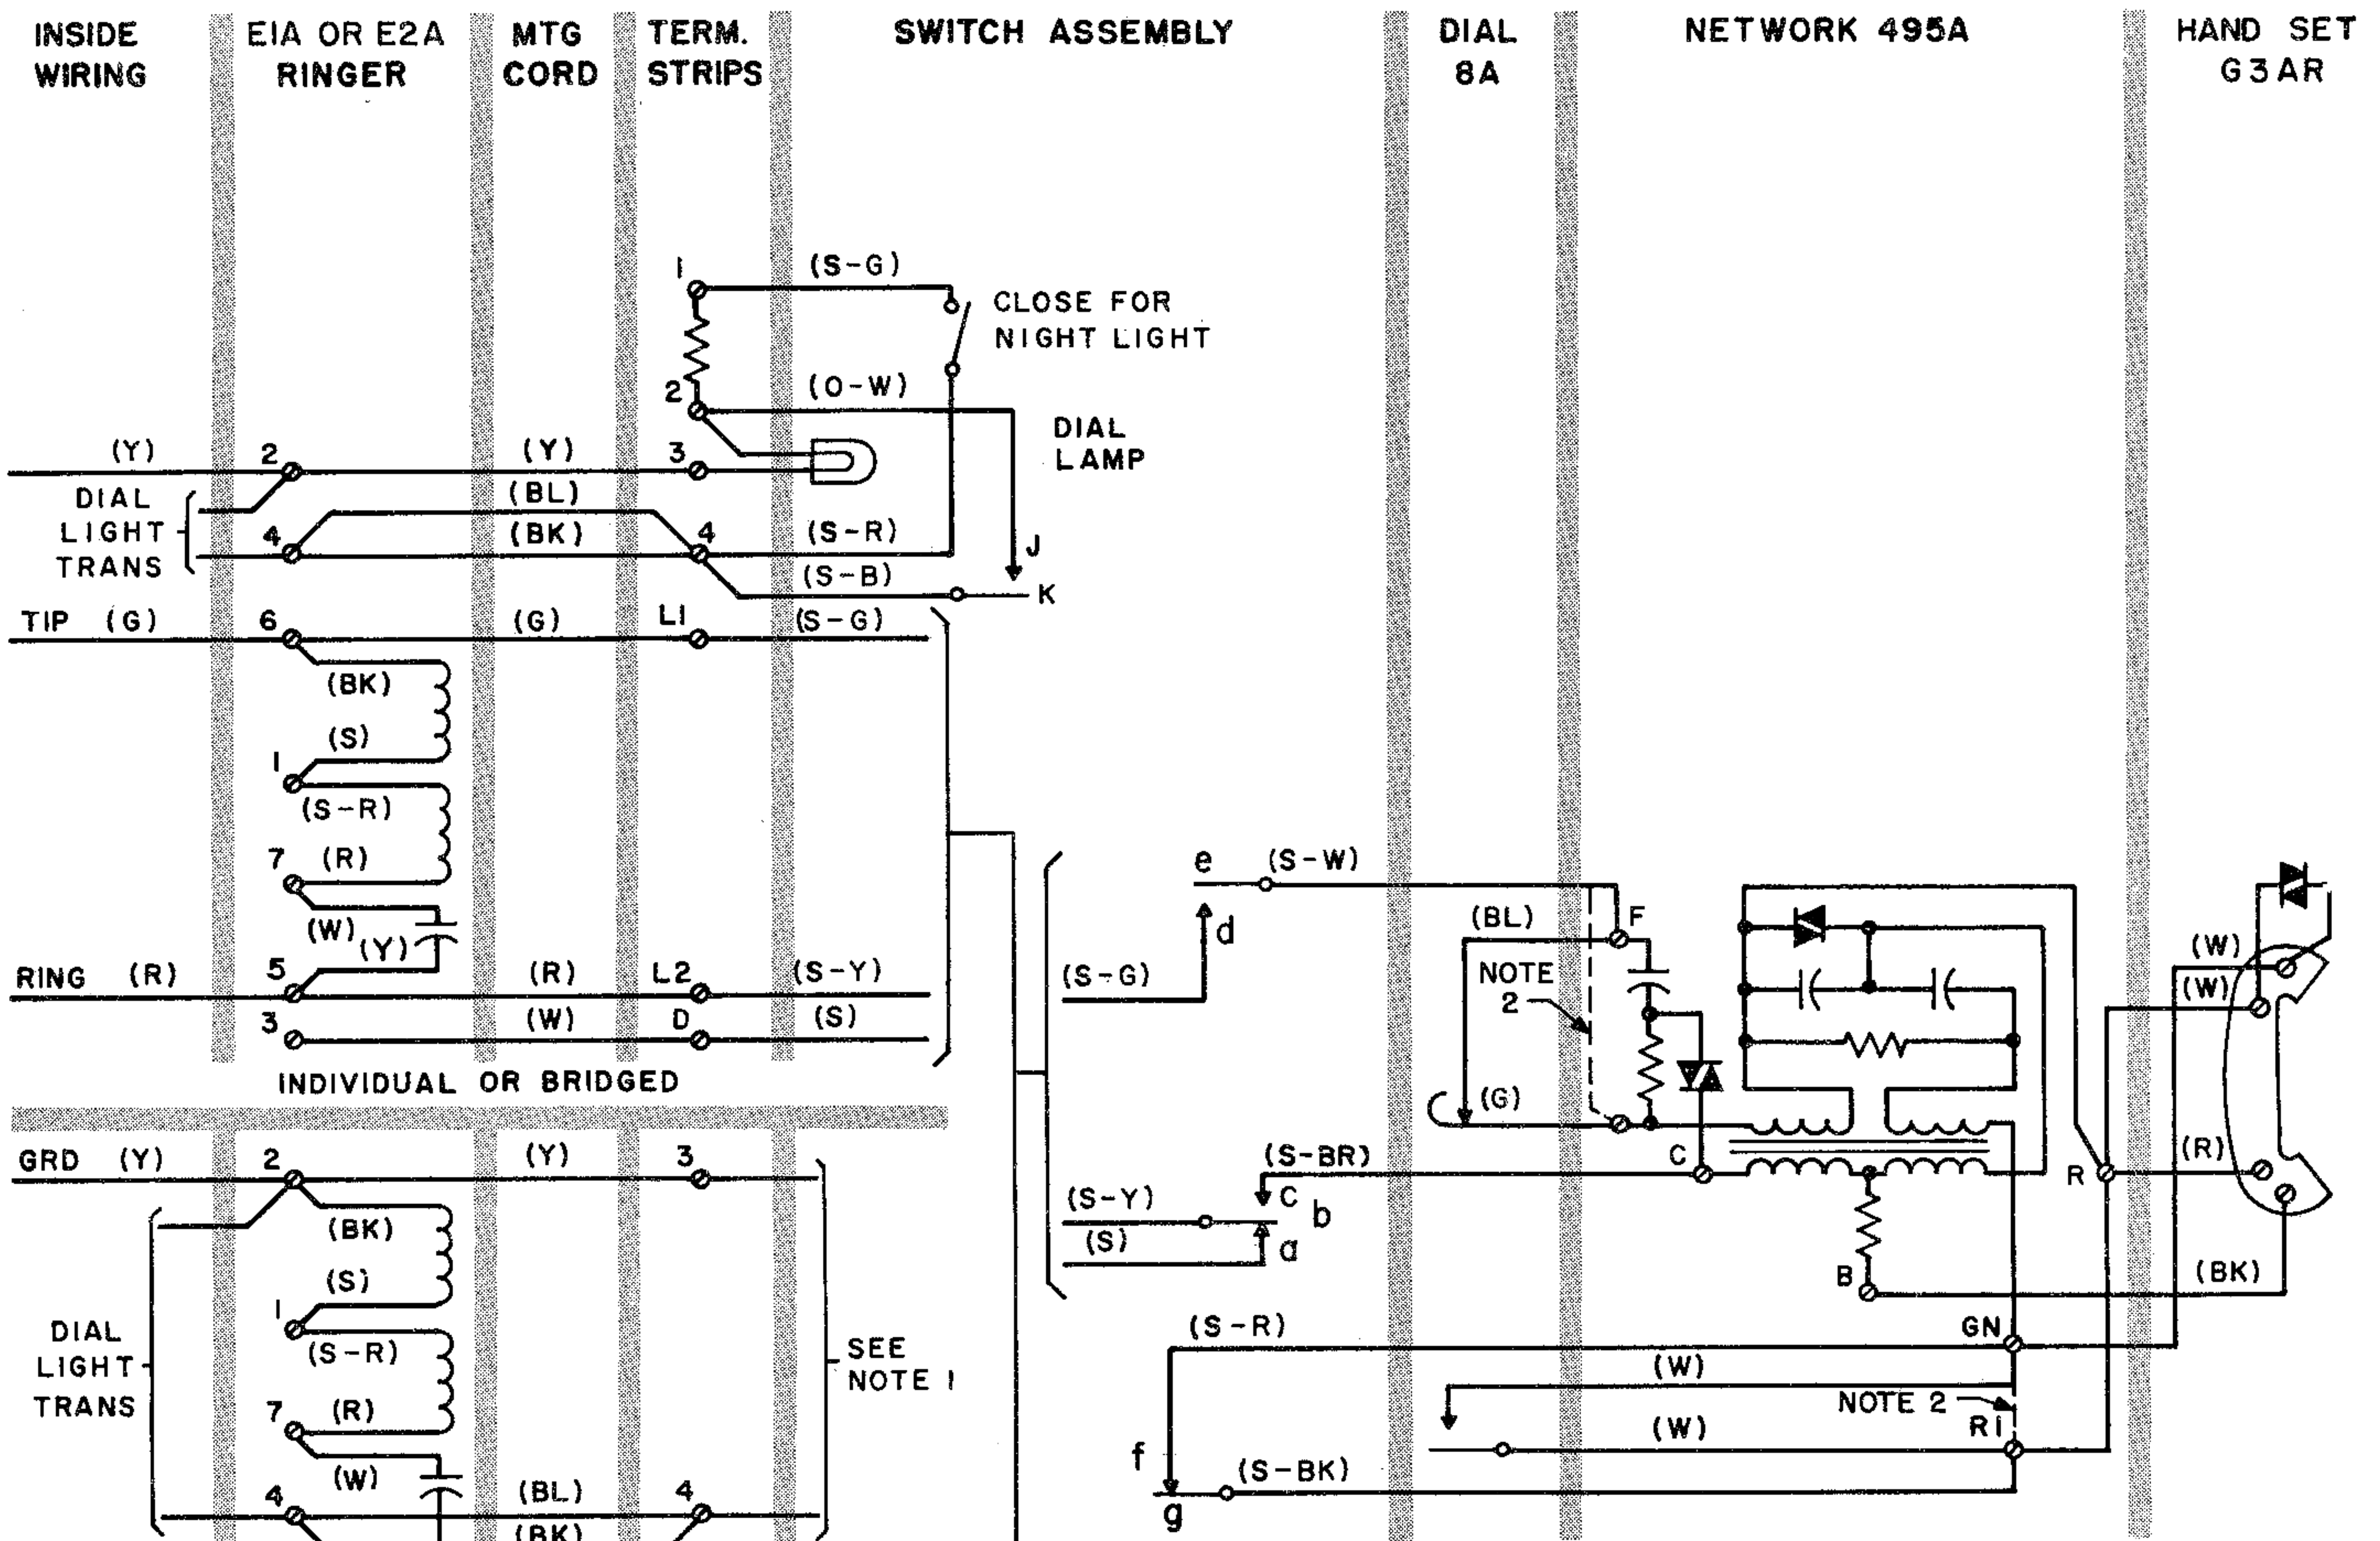 INSIDE WIRING
E1A OR E2A RINGER
MTG CORD
TERM. STRIPS
SWITCH ASSEMBLY
DIAL 8A
NETWORK 495A
HAND SET G3AR
1
(S-G)
CLOSE FOR
NIGHT LIGHT
2
(O-W)
DIAL
LAMP
(Y)
2
(Y)
3
DIAL
LIGHT
TRANS
4
(BL)
(BK)
4
(S-R)
J
(S-B)
K
TIP (G)
6
(G)
L1
(S-G)
(BK)
(S)
1
(S-R)
7
(R)
(W)
(Y)
RING (R)
5
(R)
L2
(S-Y)
3
(W)
D
(S)
INDIVIDUAL OR BRIDGED
e
(S-W)
d
(S-G)
(BL)
F
NOTE
2
(G)
(S-BR)
C
C
(S-Y)
b
(S)
a
B
R
(W)
(W)
(R)
(BK)
(S-R)
GN
(W)
NOTE 2
(W)
R1
f
(S-BK)
g
GRD (Y)
2
(Y)
3
(BK)
(S)
1
(S-R)
DIAL
LIGHT
TRANS
SEE
NOTE 1
7
(R)
(W)
4
(BL)
(BK)
4